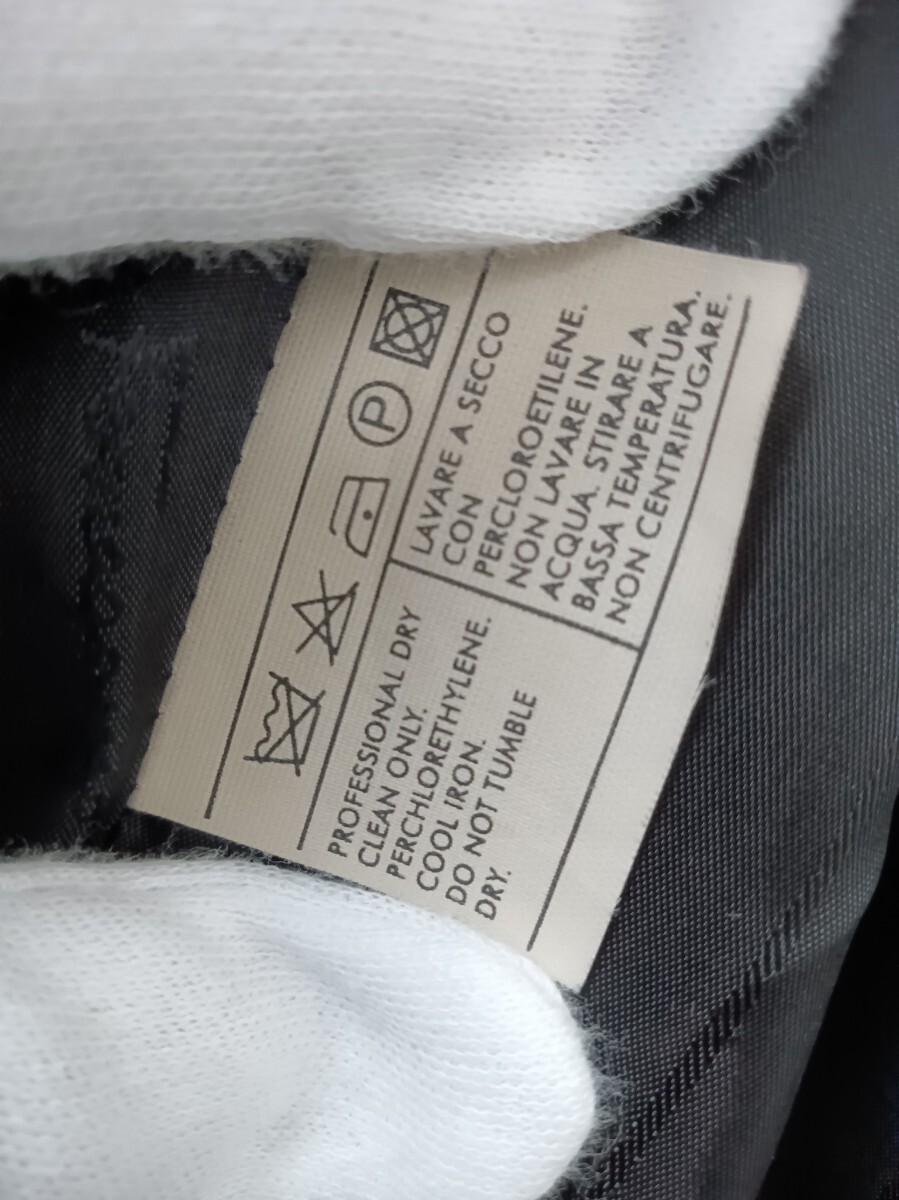 P
PROFESSIONAL DRY
CLEAN ONLY.
PERCHLORETHYLENE.
COOL IRON.
DO NOT TUMBLE
DRY.
LAVARE A SECCO
CON
PERCLOROETILENE.
NON LAVARE IN
ACQUA. STIRARE A
BASSA TEMPERATURA.
NON CENTRIFUGARE.